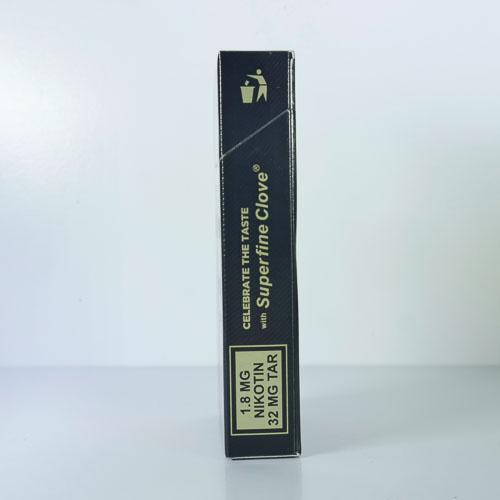 CELEBRATE THE TASTE
with Superfine Clove®
1.8 MG
NIKOTIN
32 MG TAR